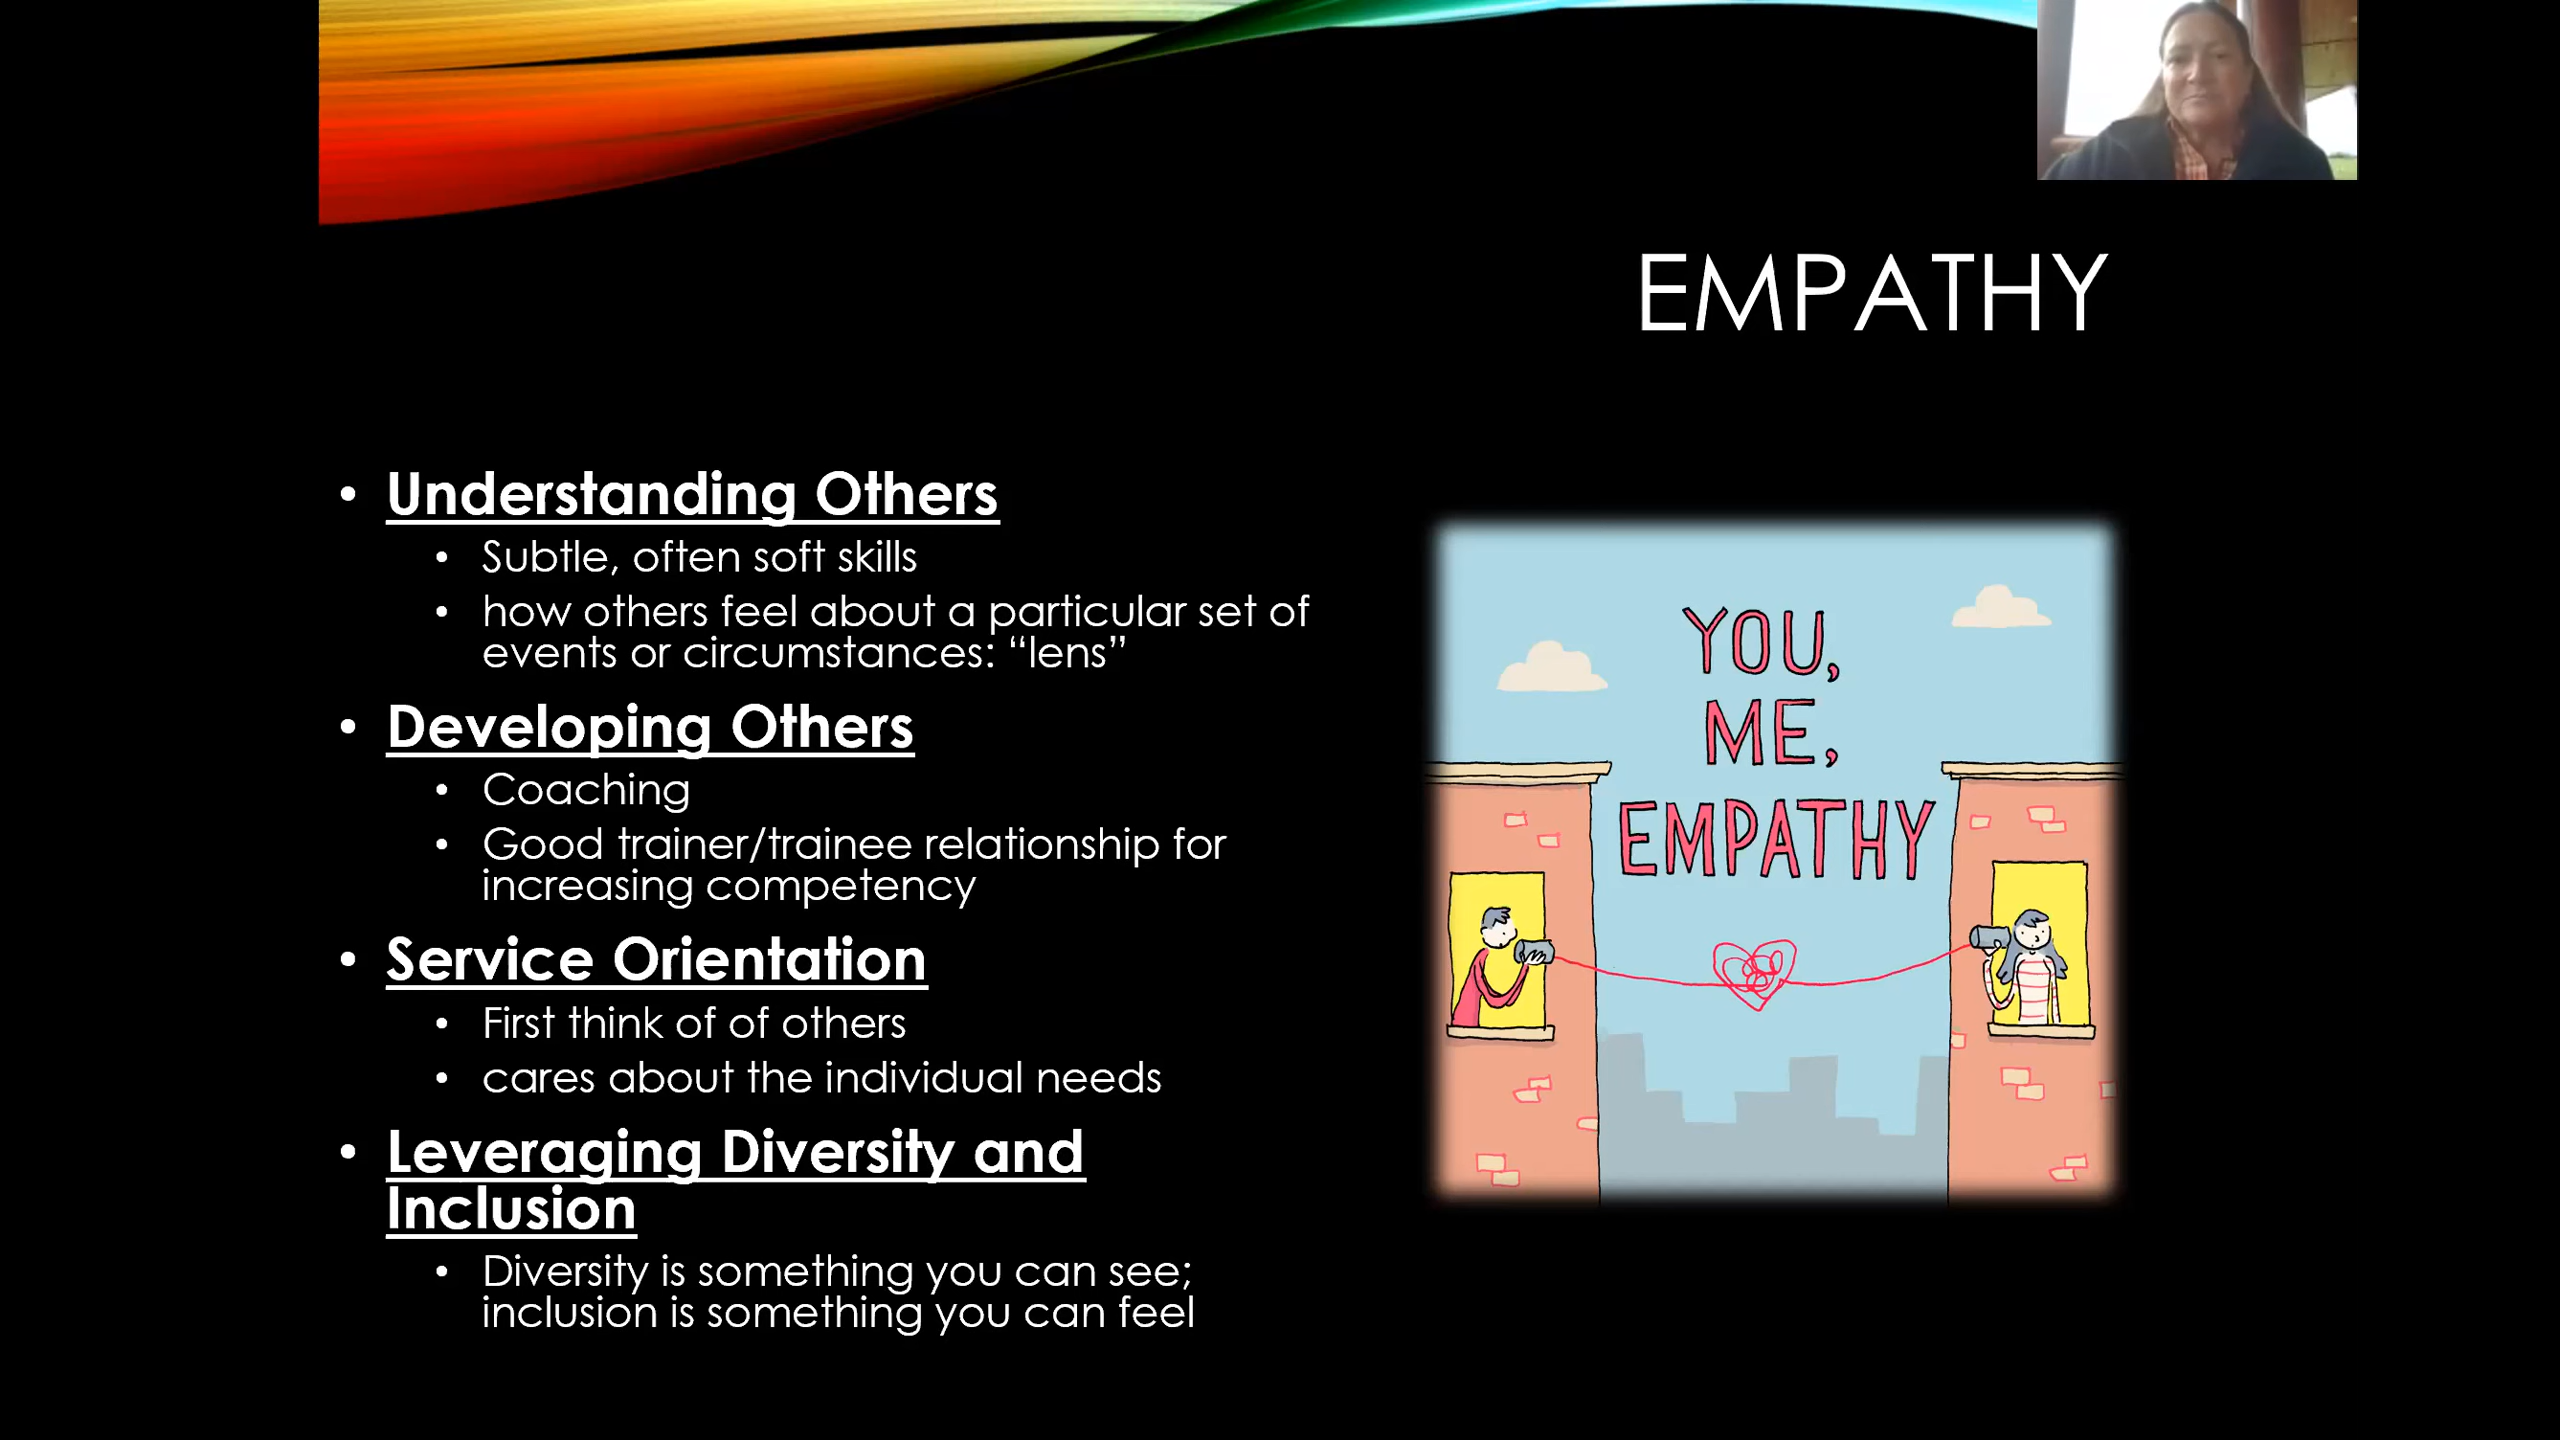 EMPATHY
• Understanding Others
• Subtle, often soft skills
• how others feel about a particular set of
events or circumstances: “lens”
• Developing Others
• Coaching
• Good trainer/trainee relationship for
increasing competency
• Service Orientation
• First think of of others
• cares about the individual needs
• Leveraging Diversity and
Inclusion
• Diversity is something you can see;
inclusion is something you can feel
YOU,
ME,
EMPATHY